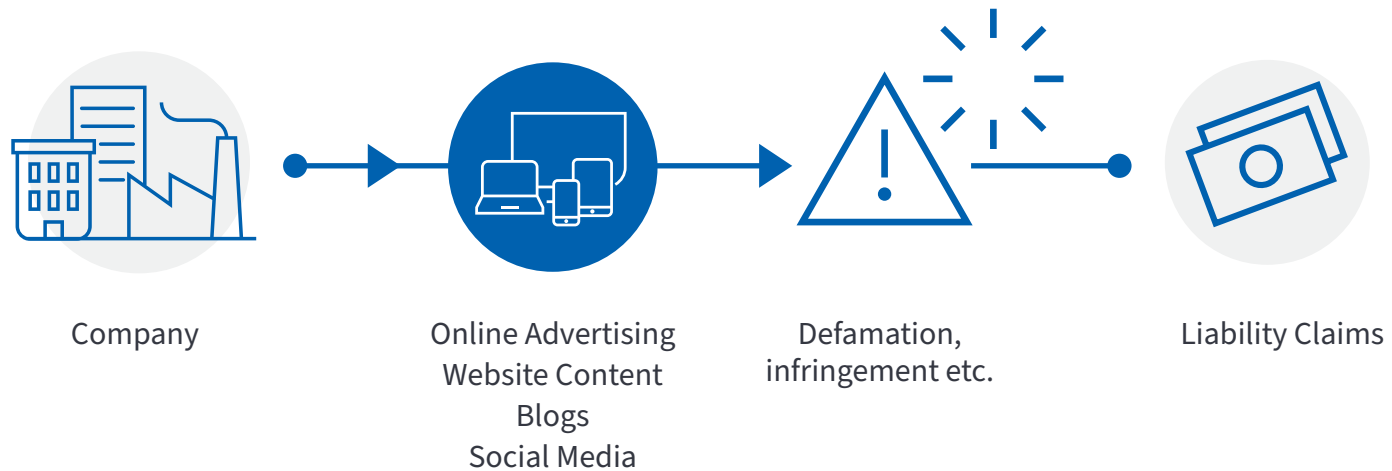 Company
Online Advertising
Website Content
Blogs
Social Media
Defamation,
infringement etc.
Liability Claims